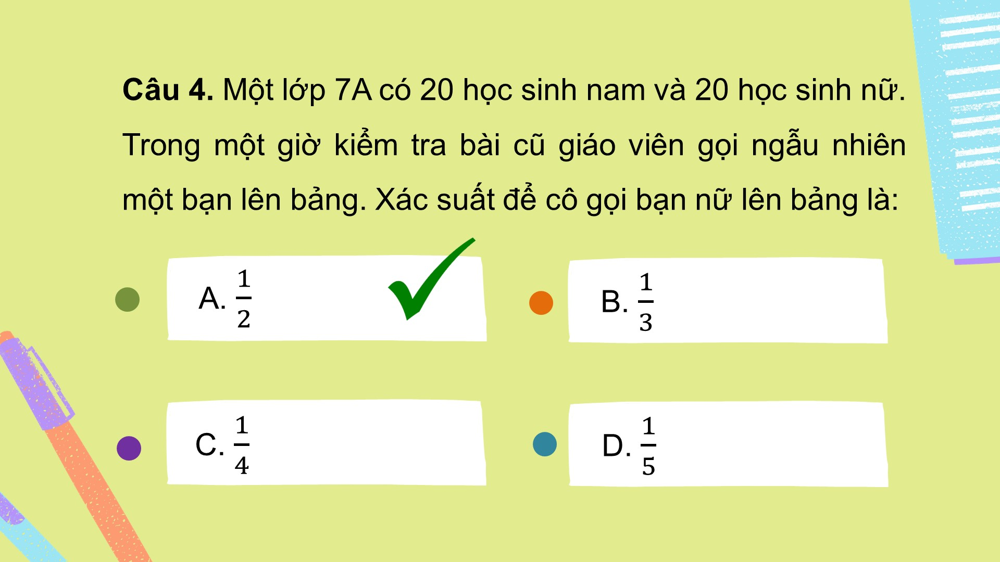 Câu 4. Một lớp 7A có 20 học sinh nam và 20 học sinh nữ.
Trong một giờ kiểm tra bài cũ giáo viên gọi ngẫu nhiên
một bạn lên bảng. Xác suất để cô gọi bạn nữ lên bảng là:
A. 1/2
B. 1/3
C. 1/4
D. 1/5